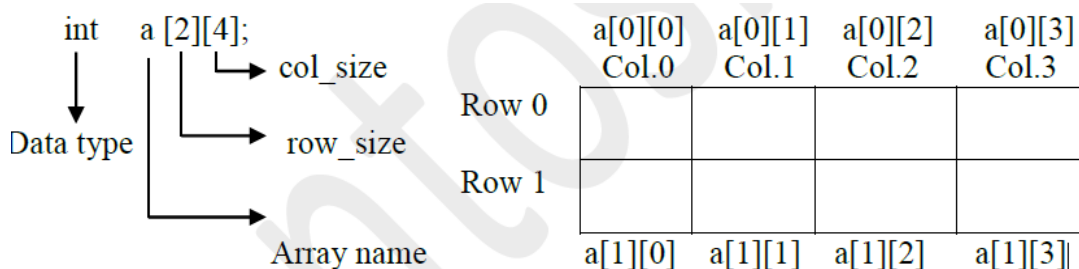 int a [2][4];
col_size
row_size
Data type
Array name
a[0][0] a[0][1] a[0][2] a[0][3]
Col.0 Col.1 Col.2 Col.3
Row 0
Row 1
a[1][0] a[1][1] a[1][2] a[1][3]